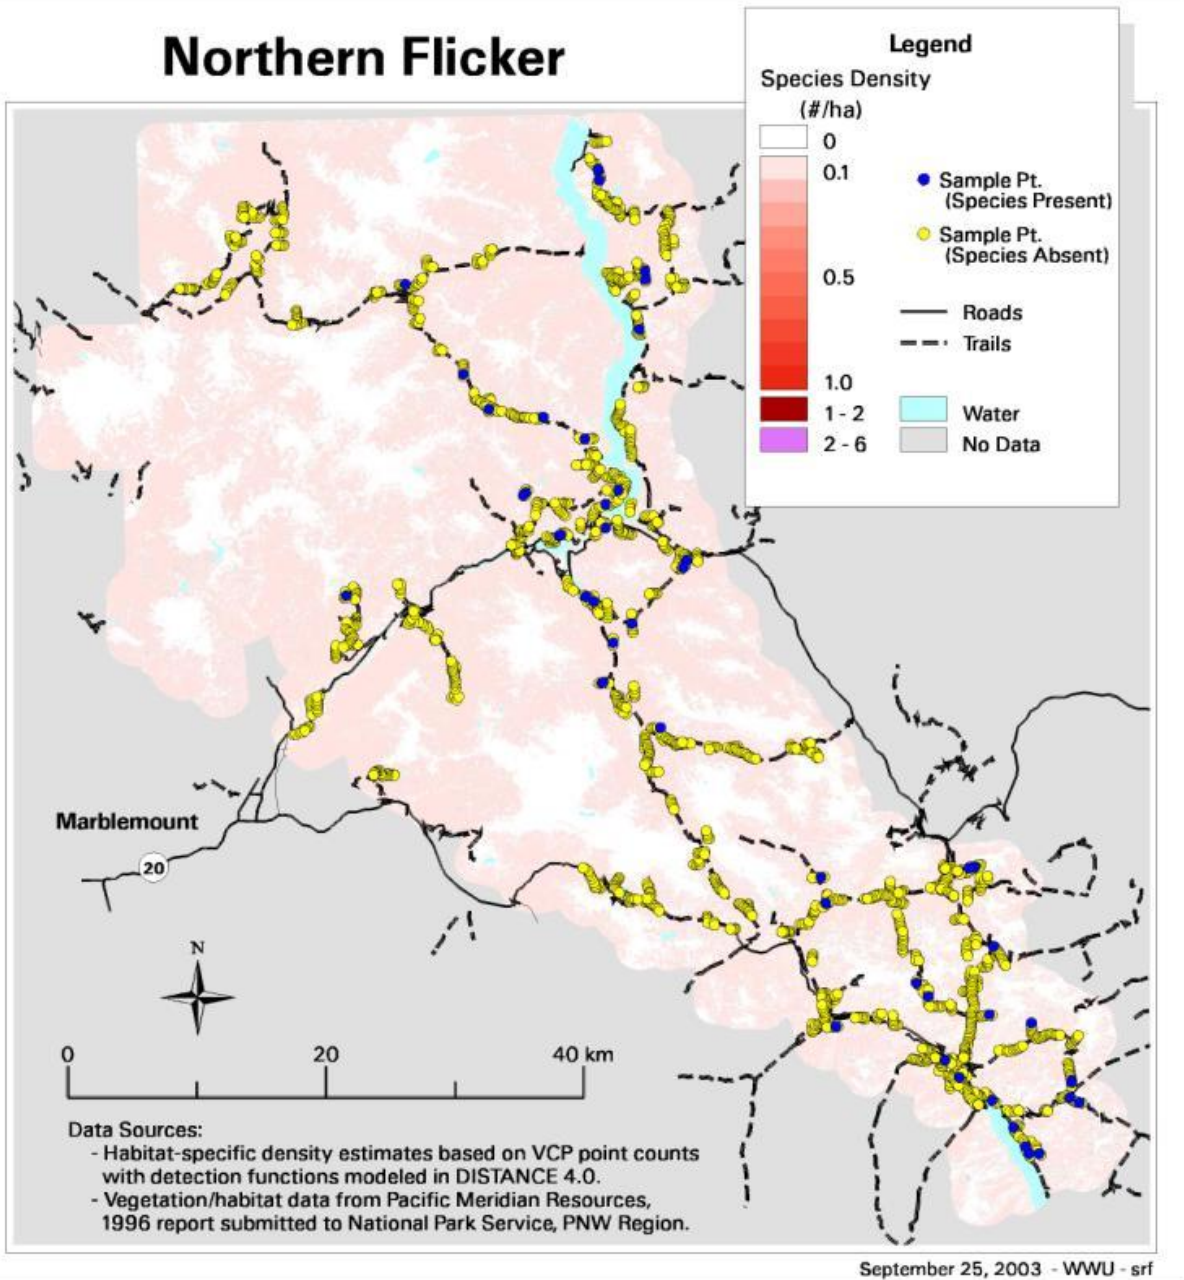 Northern Flicker
Legend
Species Density
(#/ha)
0
0.1
0.5
1.0
1 - 2
2 - 6
Sample Pt.
(Species Present)
Sample Pt.
(Species Absent)
Roads
Trails
Water
No Data
Marblemount
20
N
0 20 40 km
Data Sources:
- Habitat-specific density estimates based on VCP point counts
with detection functions modeled in DISTANCE 4.0.
- Vegetation/habitat data from Pacific Meridian Resources,
1996 report submitted to National Park Service, PNW Region.
September 25, 2003 - WWU - srf